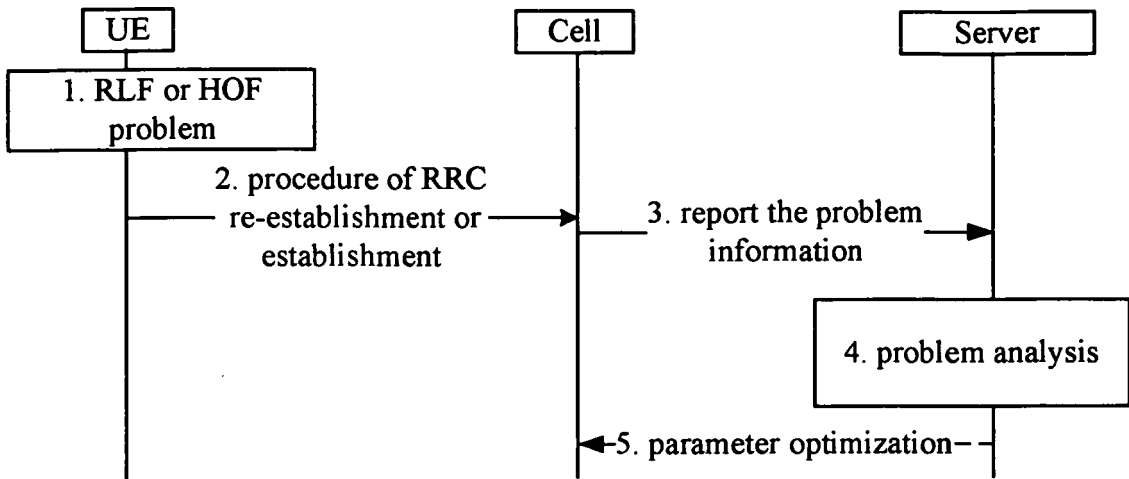 UE
Cell
Server
1. RLF or HOF
problem
2. procedure of RRC
re-establishment or
establishment
3. report the problem
information
4. problem analysis
5. parameter optimization